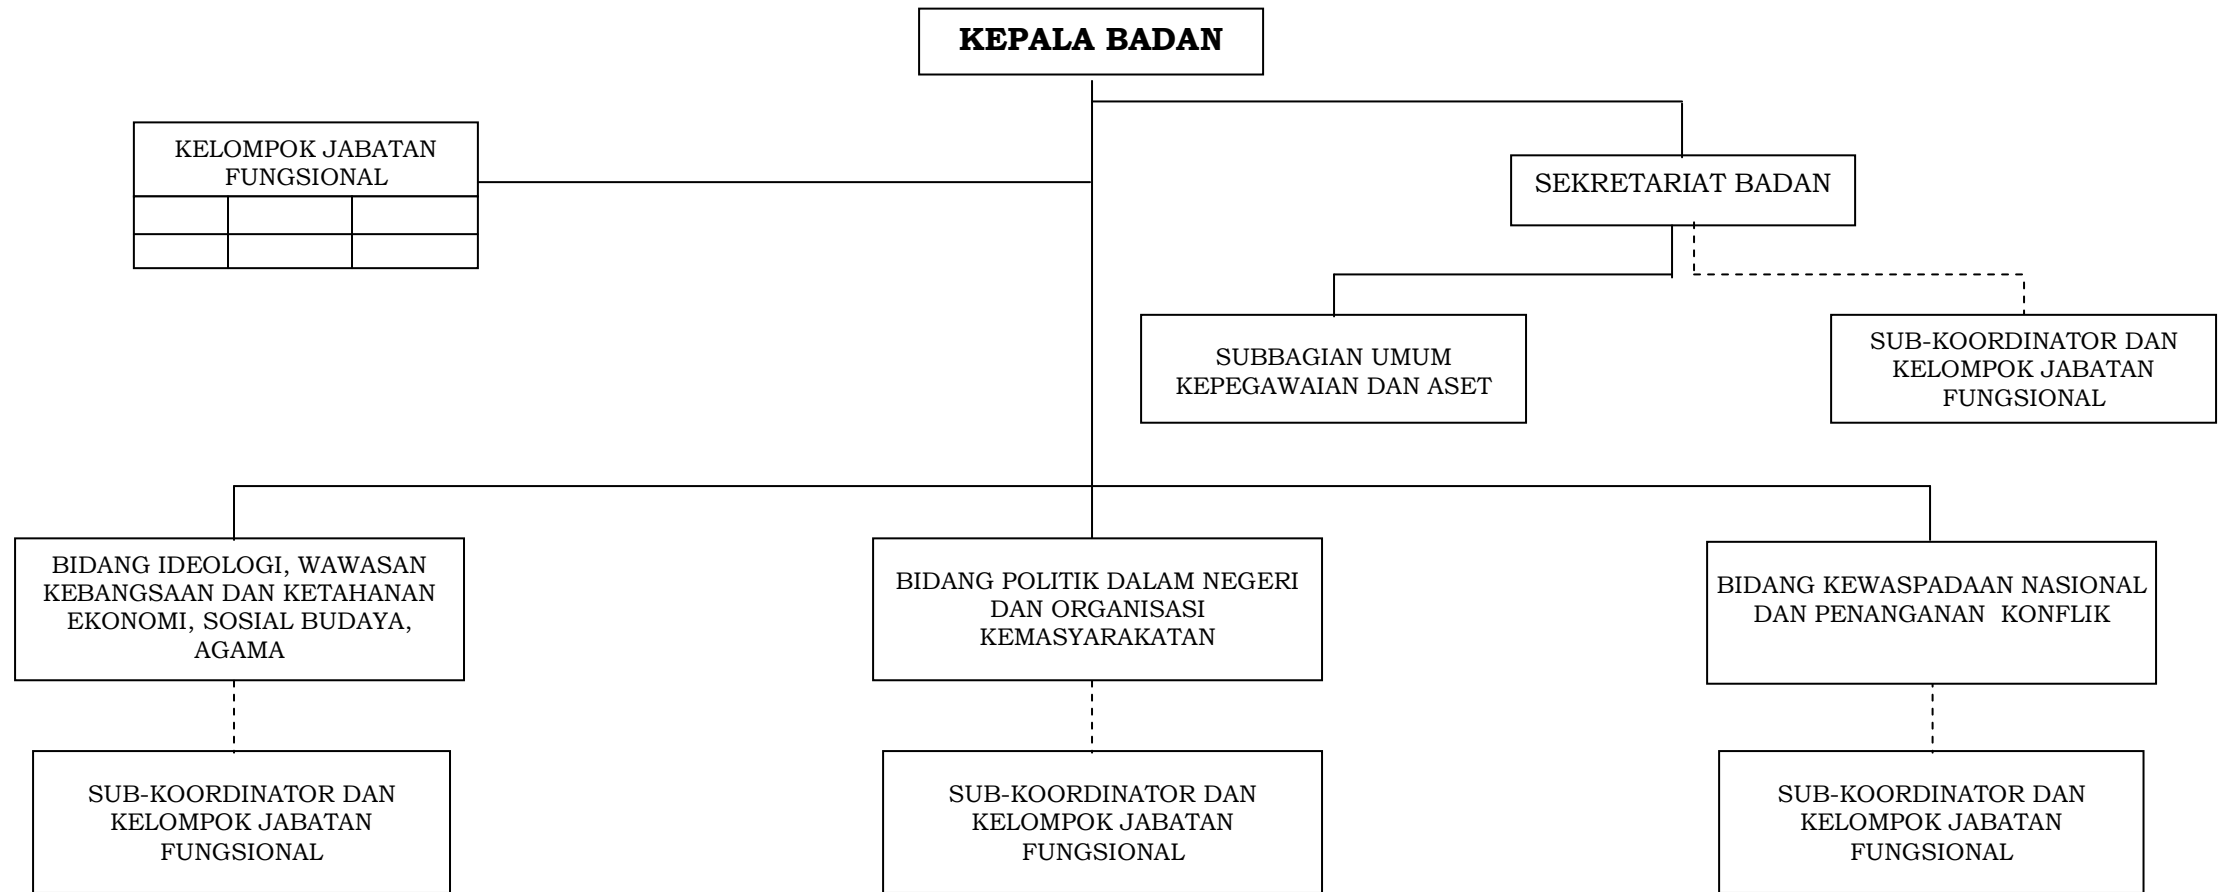 KEPALA BADAN
KELOMPOK JABATAN
FUNGSIONAL
SEKRETARIAT BADAN
SUBBAGIAN UMUM
KEPEGAWAIAN DAN ASET
SUB-KOORDINATOR DAN
KELOMPOK JABATAN
FUNGSIONAL
BIDANG IDEOLOGI, WAWASAN
KEBANGSAAN DAN KETAHANAN
EKONOMI, SOSIAL BUDAYA,
AGAMA
BIDANG POLITIK DALAM NEGERI
DAN ORGANISASI
KEMASYARAKATAN
BIDANG KEWASPADAAN NASIONAL
DAN PENANGANAN  KONFLIK
SUB-KOORDINATOR DAN
KELOMPOK JABATAN
FUNGSIONAL
SUB-KOORDINATOR DAN
KELOMPOK JABATAN
FUNGSIONAL
SUB-KOORDINATOR DAN
KELOMPOK JABATAN
FUNGSIONAL